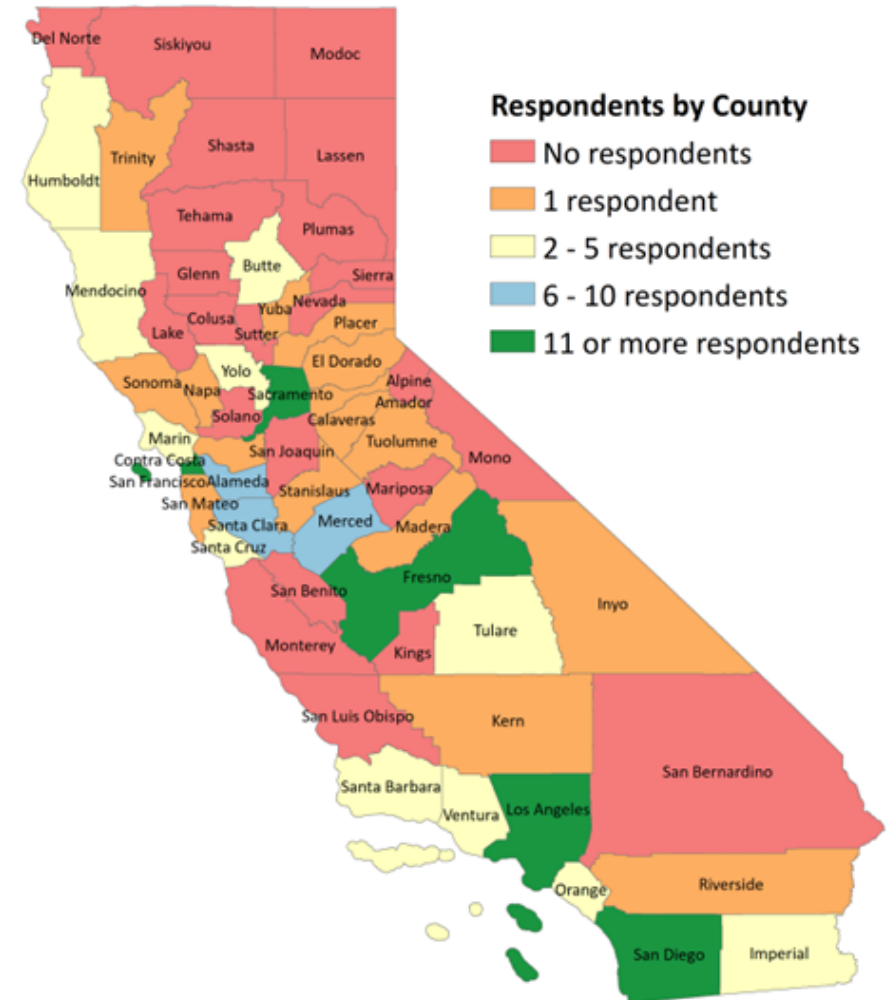 Del Norte
Siskiyou
Modoc
Respondents by County
No respondents
1 respondent
2 - 5 respondents
6 - 10 respondents
11 or more respondents
Shasta
Lassen
Trinity
Humboldt
Tehama
Plumas
Butte
Glenn
Sierra
Mendocino
Nevada
Yuba
Colusa
Placer
Lake
Sutter
El Dorado
Yolo
Alpine
Sonoma
Napa
Sacramento
Amador
Solano
Calaveras
Marin
Tuolumne
San Joaquin
Mono
Contra Costa
San Francisco
Alameda
Stanislaus
Mariposa
San Mateo
Merced
Santa Clara
Madera
Santa Cruz
Fresno
San Benito
Inyo
Tulare
Monterey
Kings
San Luis Obispo
Kern
San Bernardino
Santa Barbara
Ventura
Los Angeles
Orange
Riverside
San Diego
Imperial